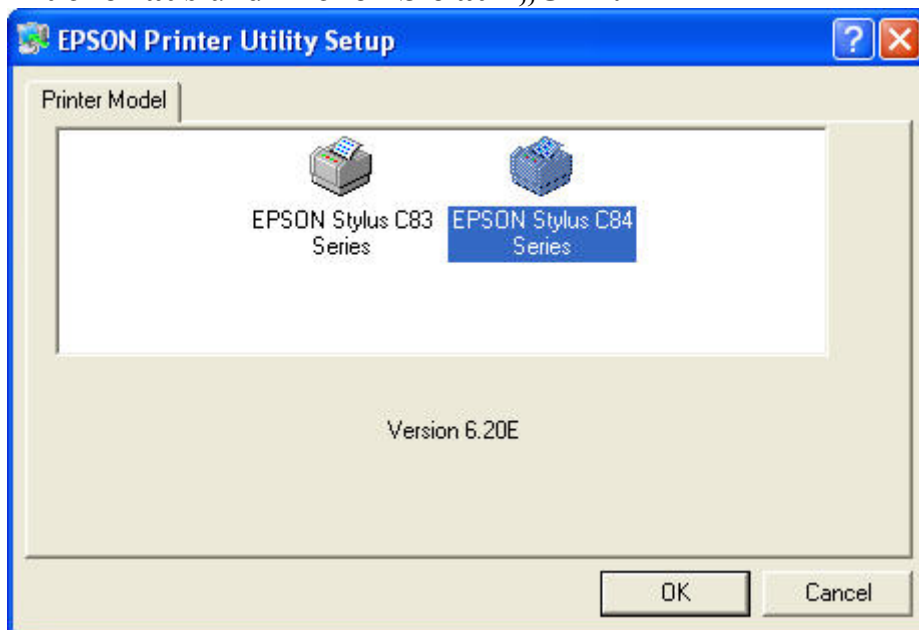 EPSON Printer Utility Setup
Printer Model
EPSON Stylus C83 EPSON Stylus C84
Series Series
Version 6.20E
OK Cancel